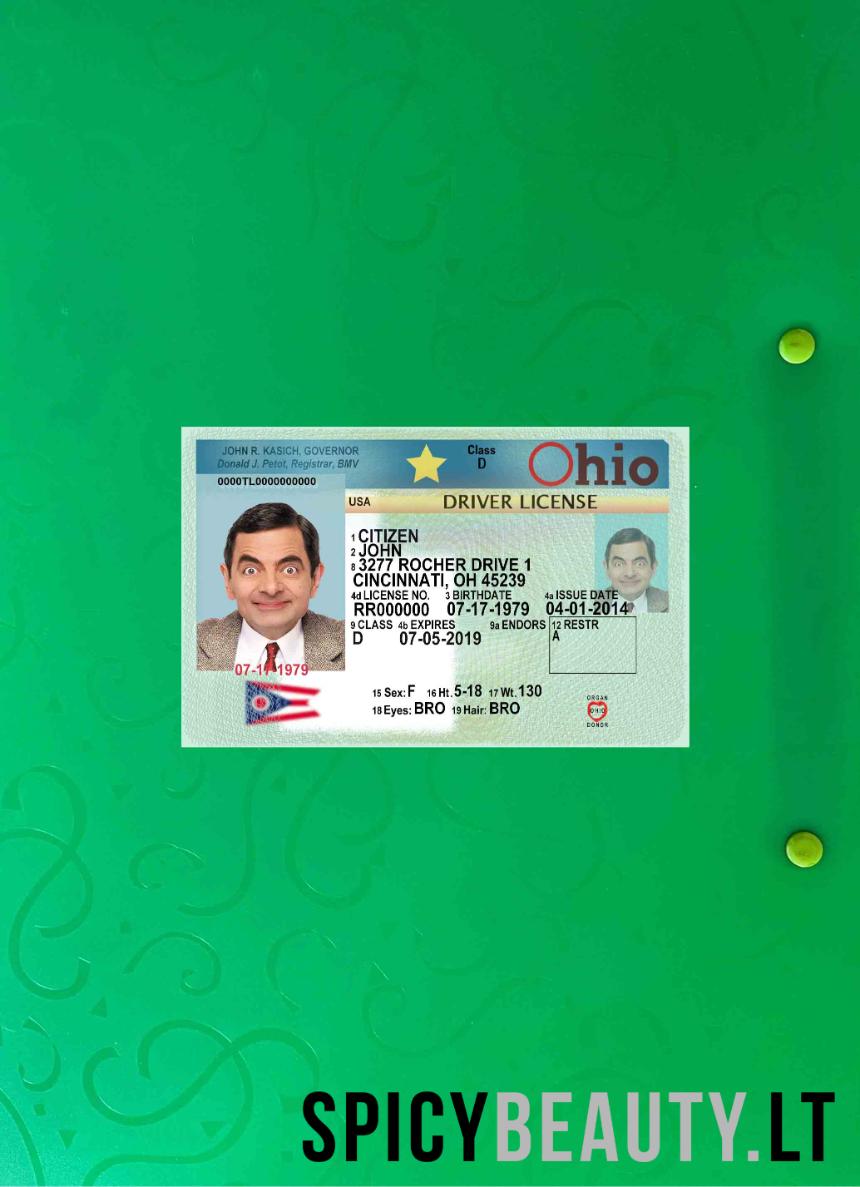 JOHN R. KASICH, GOVERNOR
Donald J. Petot, Registrar, BMV
Class
D
Ohio
0000TL0000000000
USA
DRIVER LICENSE
1 CITIZEN
2 JOHN
8 3277 ROCHER DRIVE 1
CINCINNATI, OH 45239
4d LICENSE NO. 3 BIRTHDATE 4a ISSUE DATE
RR000000 07-17-1979 04-01-2014
9 CLASS 4b EXPIRES 9a ENDORS 12 RESTR
D 07-05-2019 A
07-17-1979
15 Sex: F 16 Ht. 5-18 17 Wt. 130
18 Eyes: BRO 19 Hair: BRO
ORGAN
OHIO
DONOR
SPICYBEAUTY.LT